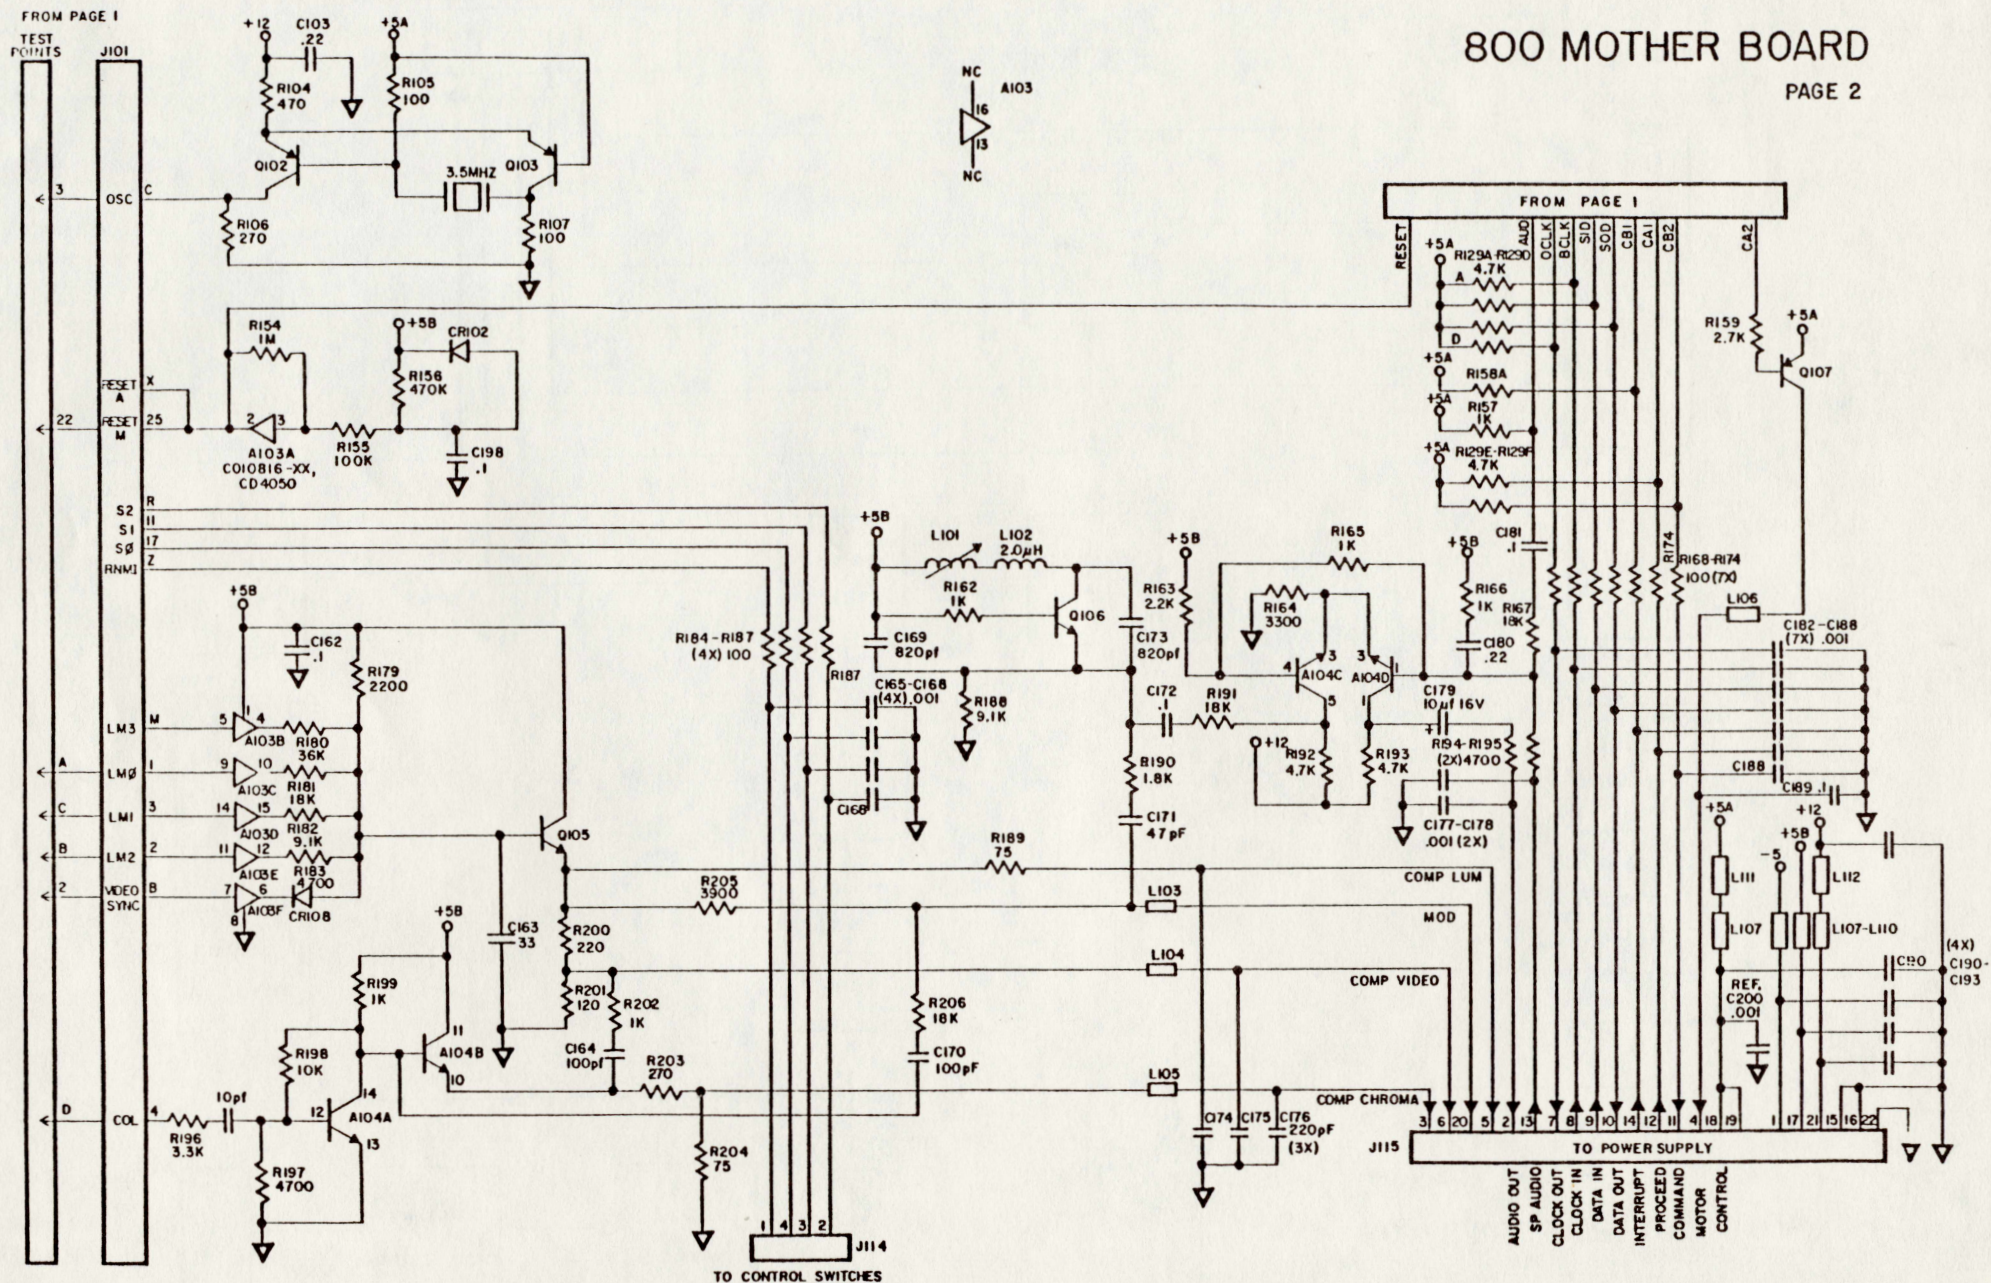 FROM PAGE 1
TEST
POINTS
J101
800 MOTHER BOARD
PAGE 2
+12
C103
.22
+5A
R104
470
R105
100
Q102
3.5MHZ
Q103
3
OSC
C
R106
270
R107
100
NC
A103
16
13
NC
FROM PAGE 1
RESET
AUD
OCLK
BCLK
SID
SOD
CB1
CA1
CB2
CA2
+5A
R129A-R129D
4.7K
A
D
+5A
R158A
+5A
R157
1K
+5A
R129E-R129F
4.7K
R159
2.7K
+5A
Q107
R154
1M
+5B
CR102
R156
470K
RESET
A
X
22
RESET
M
25
2
3
A103A
CO10816-XX,
CD4050
R155
100K
C198
.1
S2
R
S1
11
SØ
17
RNMI
Z
+5B
L101
L102
2.0µH
R162
1K
Q106
C169
820pf
C173
820pf
R188
9.1K
+5B
R163
2.2K
R165
1K
R164
3300
4
3
A104C
5
3
A104D
1
1
+5B
R166
1K
R167
18K
C180
.22
C181
.1
R174
R168-R174
100(7X)
L106
C182-C188
(7X) .001
C188
C189 .1
+5B
C162
.1
R179
2200
R184-R187
(4X) 100
R187
C165-C168
(4X).001
C168
C172
.1
R191
18K
+12
R192
4.7K
R193
4.7K
C179
10µf 16V
+
R194-R195
(2X)4700
C177-C178
.001(2X)
R190
1.8K
C171
47pF
LM3
M
5
1
4
A103B
R180
36K
A
LMØ
1
9
10
A103C
R181
18K
C
LM1
3
14
15
A103D
R182
9.1K
B
LM2
2
11
12
A103E
R183
4700
2
VIDEO
SYNC
B
7
6
8
A103F
CR108
Q105
R189
75
COMP LUM
R205
3900
L103
MOD
C163
33
R200
220
L104
COMP VIDEO
R201
120
R202
1K
C164
100pf
R203
270
R206
18K
C170
100pF
L105
COMP CHROMA
+5B
R199
1K
R198
10K
11
A104B
10
D
COL
4
R196
3.3K
10pf
12
14
A104A
13
R197
4700
R204
75
C174
C175
C176
220pF
(3X)
+5A
+12
+5B
-5
L111
L112
L107
L107-L110
C190
(4X)
C190-
C193
REF.
C200
.001
3
6
20
5
2
13
7
8
9
10
14
12
11
4
18
19
1
17
21
15
16
22
J115
TO POWER SUPPLY
AUDIO OUT
SP AUDIO
CLOCK OUT
CLOCK IN
DATA IN
DATA OUT
INTERRUPT
PROCEED
COMMAND
MOTOR
CONTROL
1
4
3
2
J114
TO CONTROL SWITCHES